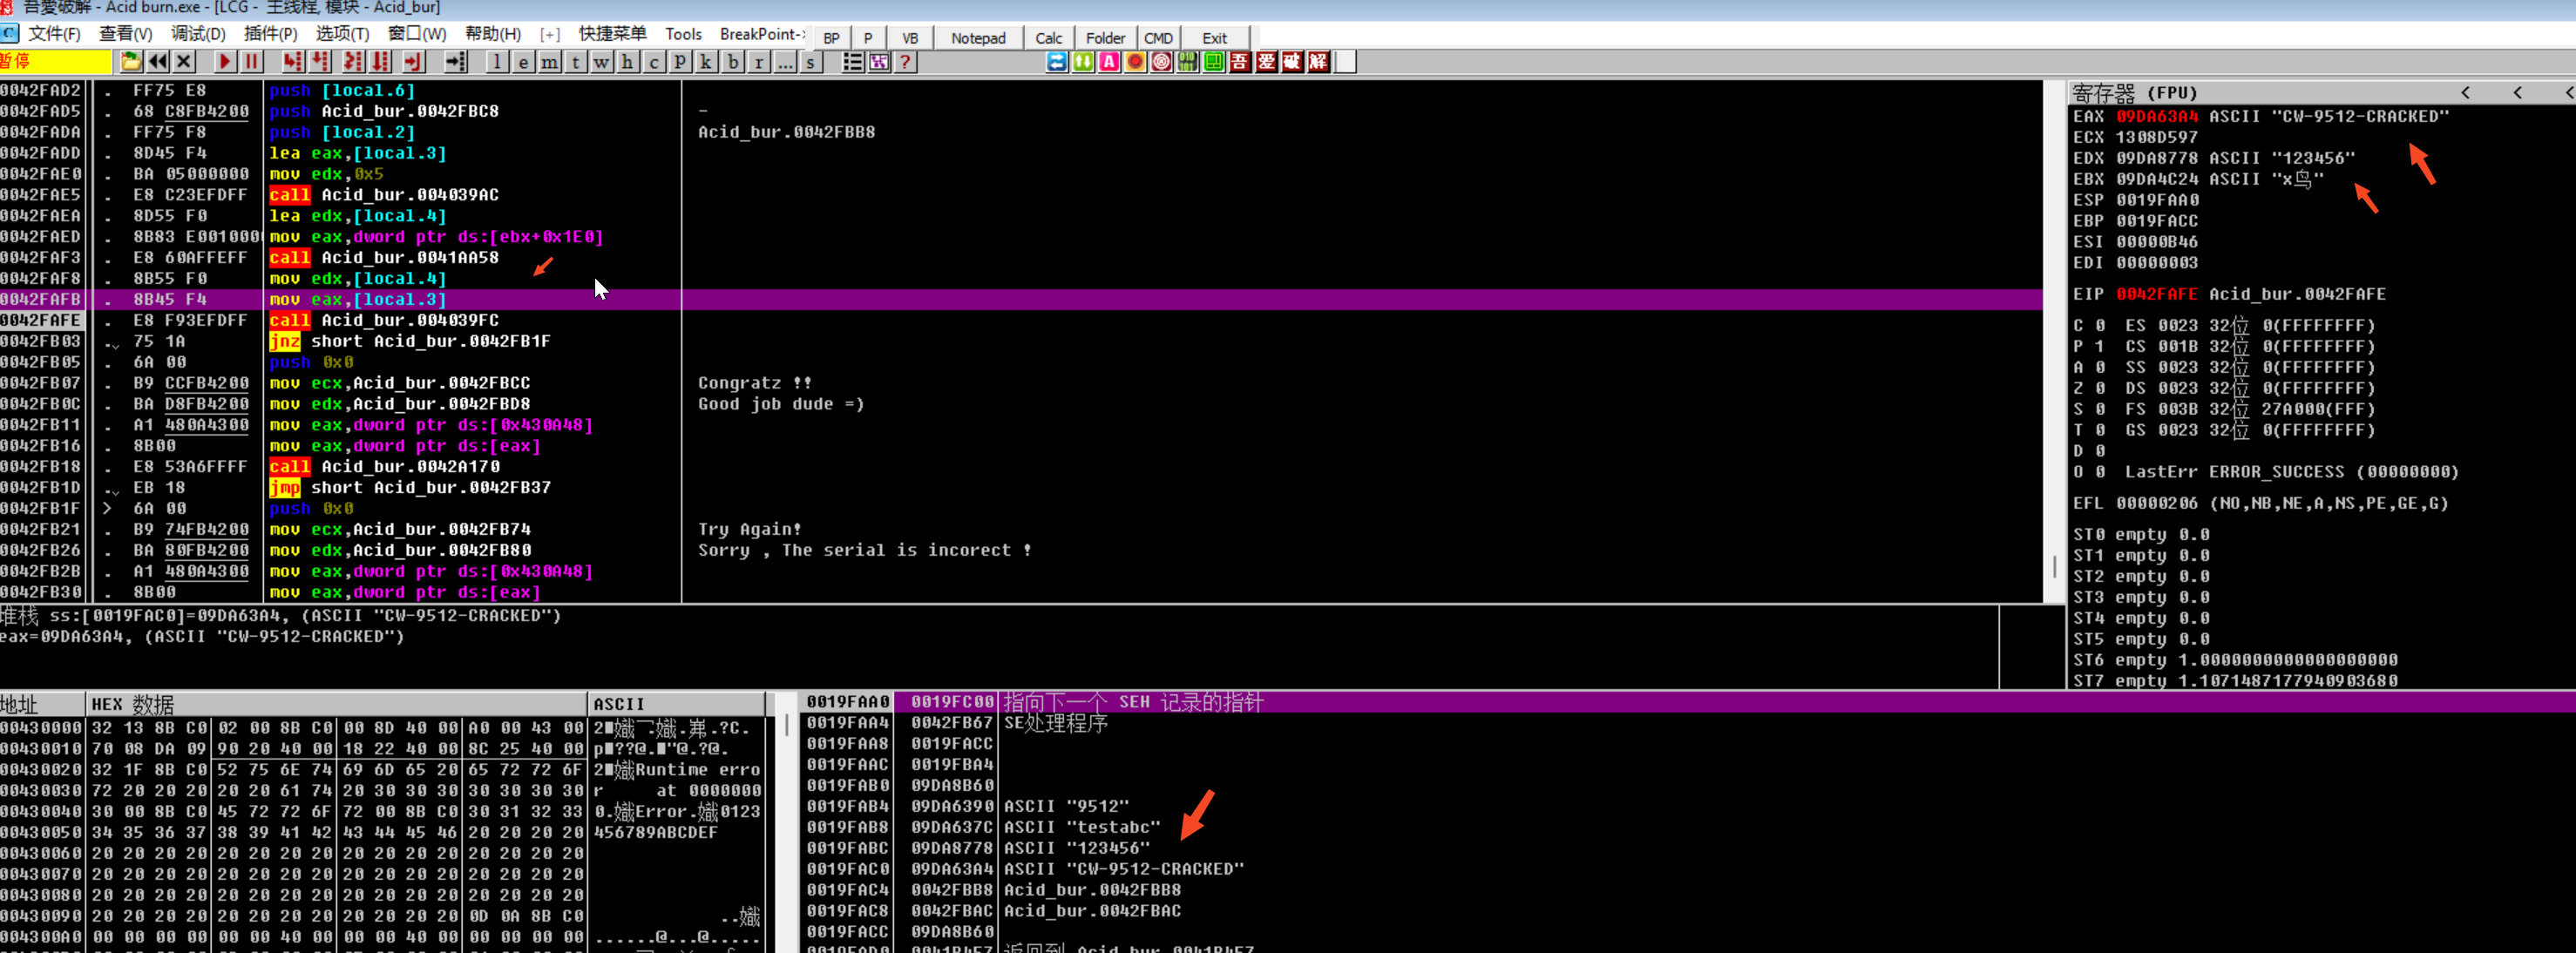 吾愛破解 - Acid burn.exe - [LCG - 主线程, 模块 - Acid_bur]
C 文件(F) 查看(V) 调试(D) 插件(P) 选项(T) 窗口(W) 帮助(H) [+] 快捷菜单 Tools BreakPoint-> BP P VB Notepad Calc Folder CMD Exit
暂停 l e m t w h c p k b r ... s ? A 吾 爱 破 解
0042FAD2 . FF75 E8 push [local.6]
0042FAD5 . 68 C8FB4200 push Acid_bur.0042FBC8 -
0042FADA . FF75 F8 push [local.2] Acid_bur.0042FBB8
0042FADD . 8D45 F4 lea eax,[local.3]
0042FAE0 . BA 05000000 mov edx,0x5
0042FAE5 . E8 C23EFDFF call Acid_bur.004039AC
0042FAEA . 8D55 F0 lea edx,[local.4]
0042FAED . 8B83 E0010000 mov eax,dword ptr ds:[ebx+0x1E0]
0042FAF3 . E8 60AFFEFF call Acid_bur.0041AA58
0042FAF8 . 8B55 F0 mov edx,[local.4]
0042FAFB . 8B45 F4 mov eax,[local.3]
0042FAFE . E8 F93EFDFF call Acid_bur.004039FC
0042FB03 . 75 1A jnz short Acid_bur.0042FB1F
0042FB05 . 6A 00 push 0x0
0042FB07 . B9 CCFB4200 mov ecx,Acid_bur.0042FBCC Congratz !!
0042FB0C . BA D8FB4200 mov edx,Acid_bur.0042FBD8 Good job dude =)
0042FB11 . A1 480A4300 mov eax,dword ptr ds:[0x430A48]
0042FB16 . 8B00 mov eax,dword ptr ds:[eax]
0042FB18 . E8 53A6FFFF call Acid_bur.0042A170
0042FB1D . EB 18 jmp short Acid_bur.0042FB37
0042FB1F > 6A 00 push 0x0
0042FB21 . B9 74FB4200 mov ecx,Acid_bur.0042FB74 Try Again!
0042FB26 . BA 80FB4200 mov edx,Acid_bur.0042FB80 Sorry , The serial is incorect !
0042FB2B . A1 480A4300 mov eax,dword ptr ds:[0x430A48]
0042FB30 . 8B00 mov eax,dword ptr ds:[eax]
堆栈 ss:[0019FAC0]=09DA63A4, (ASCII "CW-9512-CRACKED")
eax=09DA63A4, (ASCII "CW-9512-CRACKED")
寄存器 (FPU) < < <
EAX 09DA63A4 ASCII "CW-9512-CRACKED"
ECX 1308D597
EDX 09DA8778 ASCII "123456"
EBX 09DA4C24 ASCII "x鸟"
ESP 0019FAA0
EBP 0019FACC
ESI 00000B46
EDI 00000003
EIP 0042FAFE Acid_bur.0042FAFE
C 0 ES 0023 32位 0(FFFFFFFF)
P 1 CS 001B 32位 0(FFFFFFFF)
A 0 SS 0023 32位 0(FFFFFFFF)
Z 0 DS 0023 32位 0(FFFFFFFF)
S 0 FS 003B 32位 27A000(FFF)
T 0 GS 0023 32位 0(FFFFFFFF)
D 0
O 0 LastErr ERROR_SUCCESS (00000000)
EFL 00000206 (NO,NB,NE,A,NS,PE,GE,G)
ST0 empty 0.0
ST1 empty 0.0
ST2 empty 0.0
ST3 empty 0.0
ST4 empty 0.0
ST5 empty 0.0
ST6 empty 1.0000000000000000000
ST7 empty 1.1071487177940903680
地址 HEX 数据 ASCII
00430000 32 13 8B C0 02 00 8B C0 00 8D 40 00 A0 00 43 00
00430010 70 08 DA 09 90 20 40 00 18 22 40 00 8C 25 40 00
00430020 32 1F 8B C0 52 75 6E 74 69 6D 65 20 65 72 72 6F Runtime erro
00430030 72 20 20 20 20 20 61 74 20 30 30 30 30 30 30 30 r at 0000000
00430040 30 00 8B C0 45 72 72 6F 72 00 8B C0 30 31 32 33 0.媙Error.媙0123
00430050 34 35 36 37 38 39 41 42 43 44 45 46 20 20 20 20 456789ABCDEF
00430060 20 20 20 20 20 20 20 20 20 20 20 20 20 20 20 20
00430070 20 20 20 20 20 20 20 20 20 20 20 20 20 20 20 20
00430080 20 20 20 20 20 20 20 20 20 20 20 20 20 20 20 20
00430090 20 20 20 20 20 20 20 20 20 20 20 20 0D 0A 8B C0
004300A0 00 00 00 00 00 00 40 00 00 00 40 00 00 00 00 00 ......@...@.....
0019FAA0 0019FC00 指向下一个 SEH 记录的指针
0019FAA4 0042FB67 SE处理程序
0019FAA8 0019FACC
0019FAAC 0019FBA4
0019FAB0 09DA8B60
0019FAB4 09DA6390 ASCII "9512"
0019FAB8 09DA637C ASCII "testabc"
0019FABC 09DA8778 ASCII "123456"
0019FAC0 09DA63A4 ASCII "CW-9512-CRACKED"
0019FAC4 0042FBB8 Acid_bur.0042FBB8
0019FAC8 0042FBAC Acid_bur.0042FBAC
0019FACC 09DA8B60
0019FAD0 0041B4F7 返回到 Acid_bur.0041B4F7